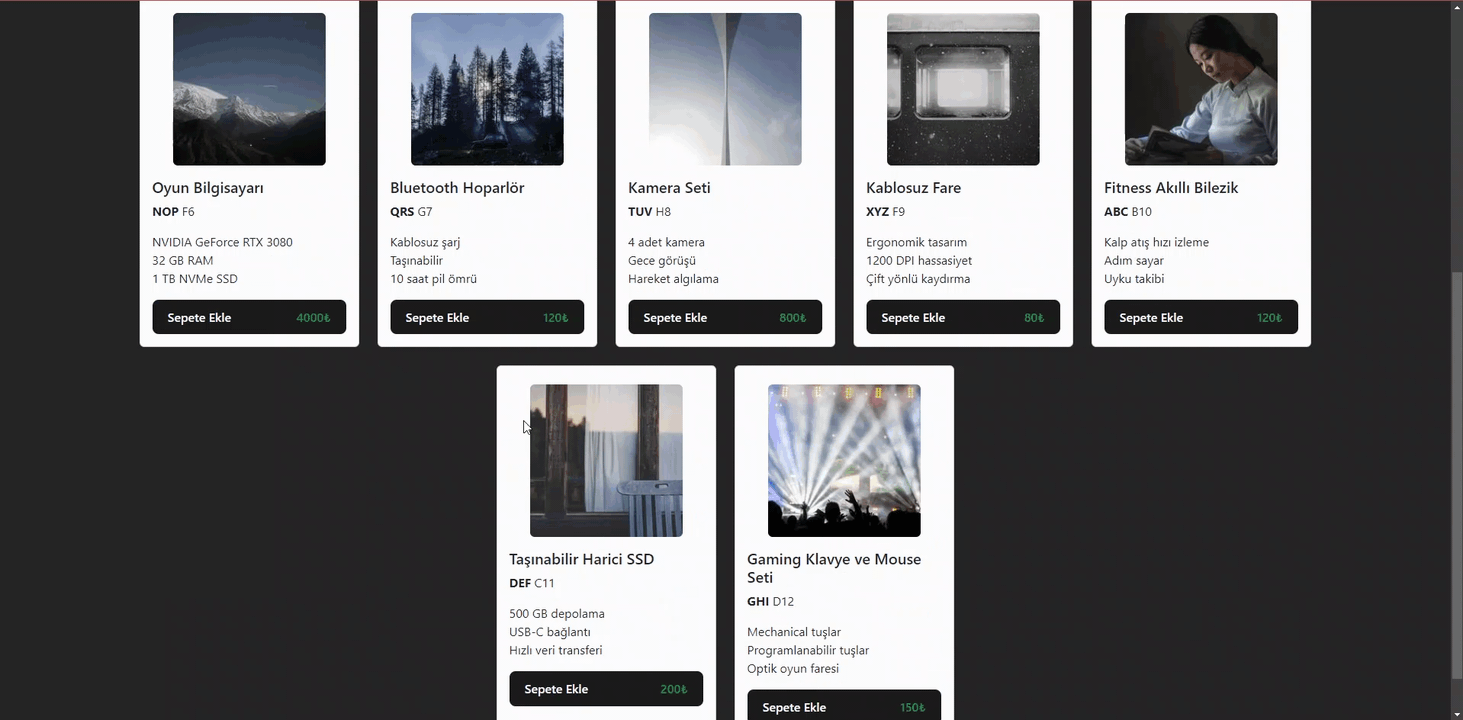 Oyun Bilgisayarı
NOP F6
NVIDIA GeForce RTX 3080
32 GB RAM
1 TB NVMe SSD
Sepete Ekle 4000₺
Bluetooth Hoparlör
QRS G7
Kablosuz şarj
Taşınabilir
10 saat pil ömrü
Sepete Ekle 120₺
Kamera Seti
TUV H8
4 adet kamera
Gece görüşü
Hareket algılama
Sepete Ekle 800₺
Kablosuz Fare
XYZ F9
Ergonomik tasarım
1200 DPI hassasiyet
Çift yönlü kaydırma
Sepete Ekle 80₺
Fitness Akıllı Bilezik
ABC B10
Kalp atış hızı izleme
Adım sayar
Uyku takibi
Sepete Ekle 120₺
Taşınabilir Harici SSD
DEF C11
500 GB depolama
USB-C bağlantı
Hızlı veri transferi
Sepete Ekle 200₺
Gaming Klavye ve Mouse
Seti
GHI D12
Mechanical tuşlar
Programlanabilir tuşlar
Optik oyun faresi
Sepete Ekle 150₺